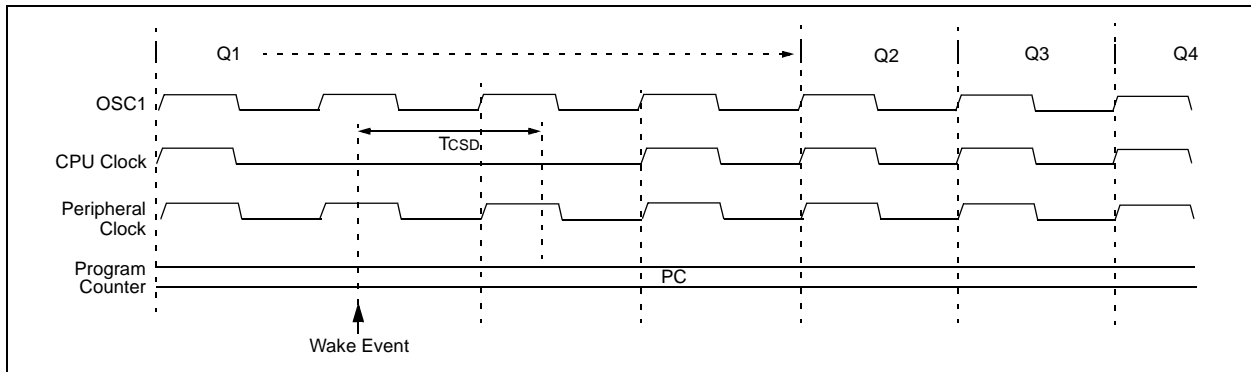 Q1
Q2
Q3
Q4
OSC1
TCSD
CPU Clock
Peripheral
Clock
Program
Counter
PC
Wake Event